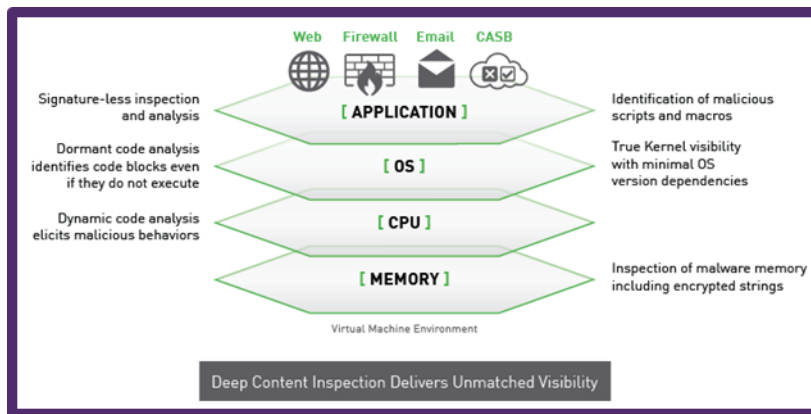 Web Firewall Email CASB
Signature-less inspection
and analysis
[ APPLICATION ]
Identification of malicious
scripts and macros
Dormant code analysis
identifies code blocks even
if they do not execute
[ OS ]
True Kernel visibility
with minimal OS
version dependencies
Dynamic code analysis
elicits malicious behaviors
[ CPU ]
[ MEMORY ]
Inspection of malware memory
including encrypted strings
Virtual Machine Environment
Deep Content Inspection Delivers Unmatched Visibility